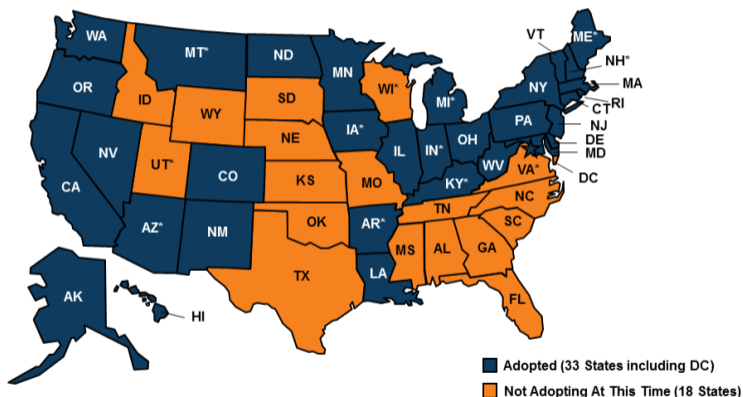 WA
MT*
ND
MN
OR
ID
WY
SD
WI*
MI*
VT
ME*
NH*
NY
MA
RI
CT
NJ
PA
DE
MD
DC
NV
UT*
CO
NE
IA*
IL
IN*
OH
WV
VA*
CA
KS
MO
KY*
NC
AZ*
NM
OK
AR*
TN
SC
TX
LA
MS
AL
GA
FL
AK
HI
Adopted (33 States including DC)
Not Adopting At This Time (18 States)